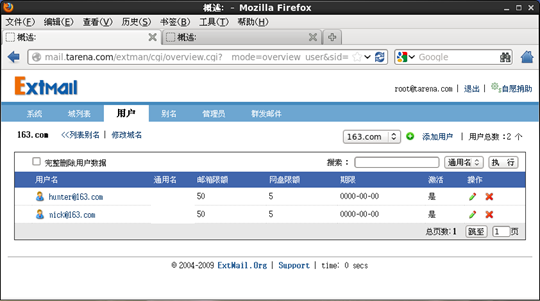 概述: - Mozilla Firefox
文件(F) 编辑(E) 查看(V) 历史(S) 书签(B) 工具(T) 帮助(H)
概述: 概述:
mail.tarena.com/extman/cgi/overview.cgi?__mode=overview_user&sid= Google
ExtMail
root@tarena.com | 退出 | 自愿捐助
系统 域列表 用户 别名 管理员 群发邮件
163.com <<列表别名 | 修改域名 163.com 添加用户 | 用户总数:2 个
完整删除用户数据 搜索: 通用名 执 行
用户名 通用名 邮箱限额 网盘限额 期限 激活 操作
hunter@163.com 50 5 0000-00-00 是
nick@163.com 50 5 0000-00-00 是
总页数:1 跳至 1 页
© 2004-2009 ExtMail.Org | Support | time: 0 secs